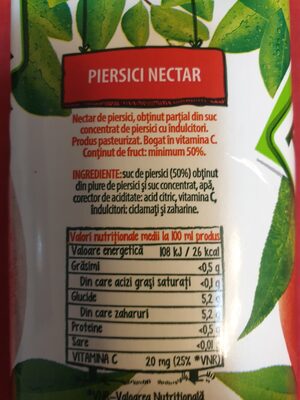 PIERSICI NECTAR
Nectar de piersici, obținut parțial din suc
concentrat de piersici cu îndulcitori.
Produs pasteurizat. Bogat în vitamina C.
Conținut de fruct: minimum 50%.
INGREDIENTE: suc de piersici (50%) obținut
din piure de piersici și suc concentrat, apă,
corector de aciditate: acid citric, vitamina C,
îndulcitori: ciclamați și zaharine.
Valori nutriționale medii la 100 ml produs
Valoare energetică 108 kJ / 26 kcal
Grăsimi <0,5 g
Din care acizi grași saturați <0,1 g
Glucide 5,2 g
Din care zaharuri 5,2 g
Proteine <0,5 g
Sare <0,01 g
VITAMINA C 20 mg (25% *VNR)
*VNR-Valoarea Nutrițională